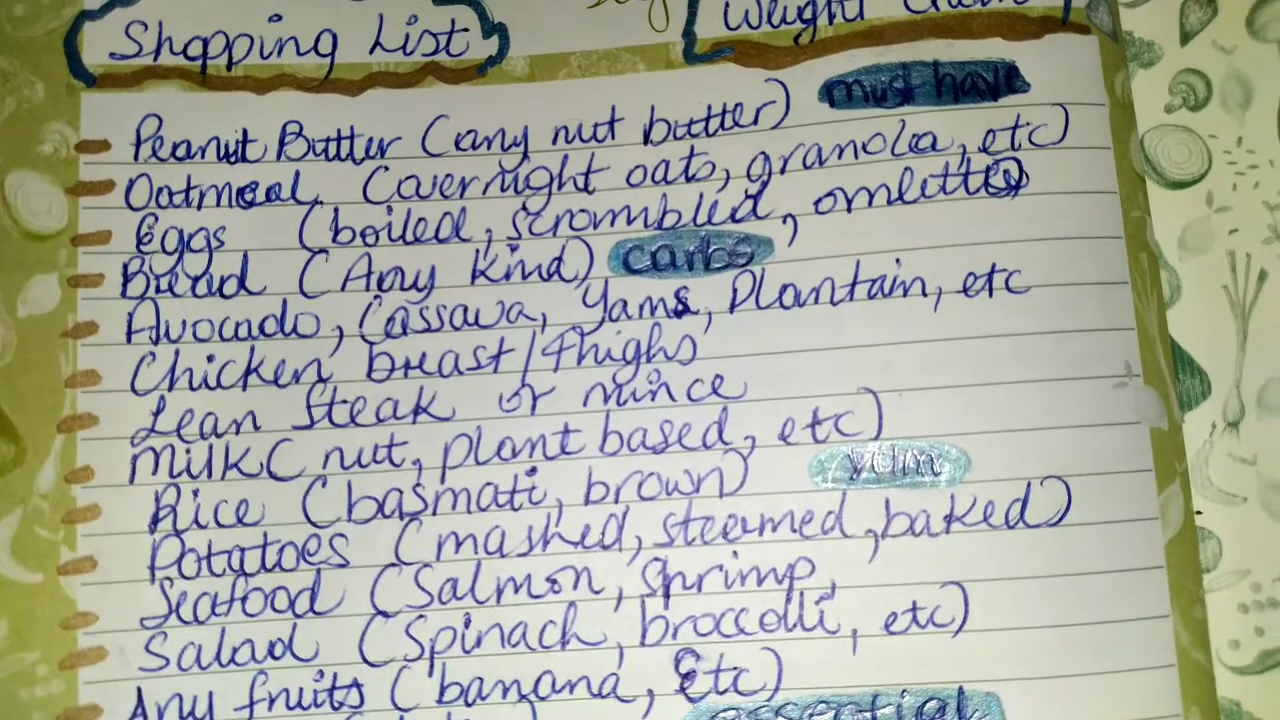 Shopping List
Weight
Peanut Butter (any nut butter) must have
Oatmeal (overnight oats, granola, etc)
Eggs (boiled, scrombled, omlette)
Bread (Any kind) carbs
Avocado, Cassava, Yams, Plantain, etc
Chicken breast/Thighs
Lean Steak or mince
Milk (nut, plant based, etc)
Rice (basmati, brown) yum
Potatoes (mashed, steamed, baked)
Seafood (Salmon, shrimp,
Salad (Spinach, broccolli, etc)
Any fruits (banana, Etc)
essential